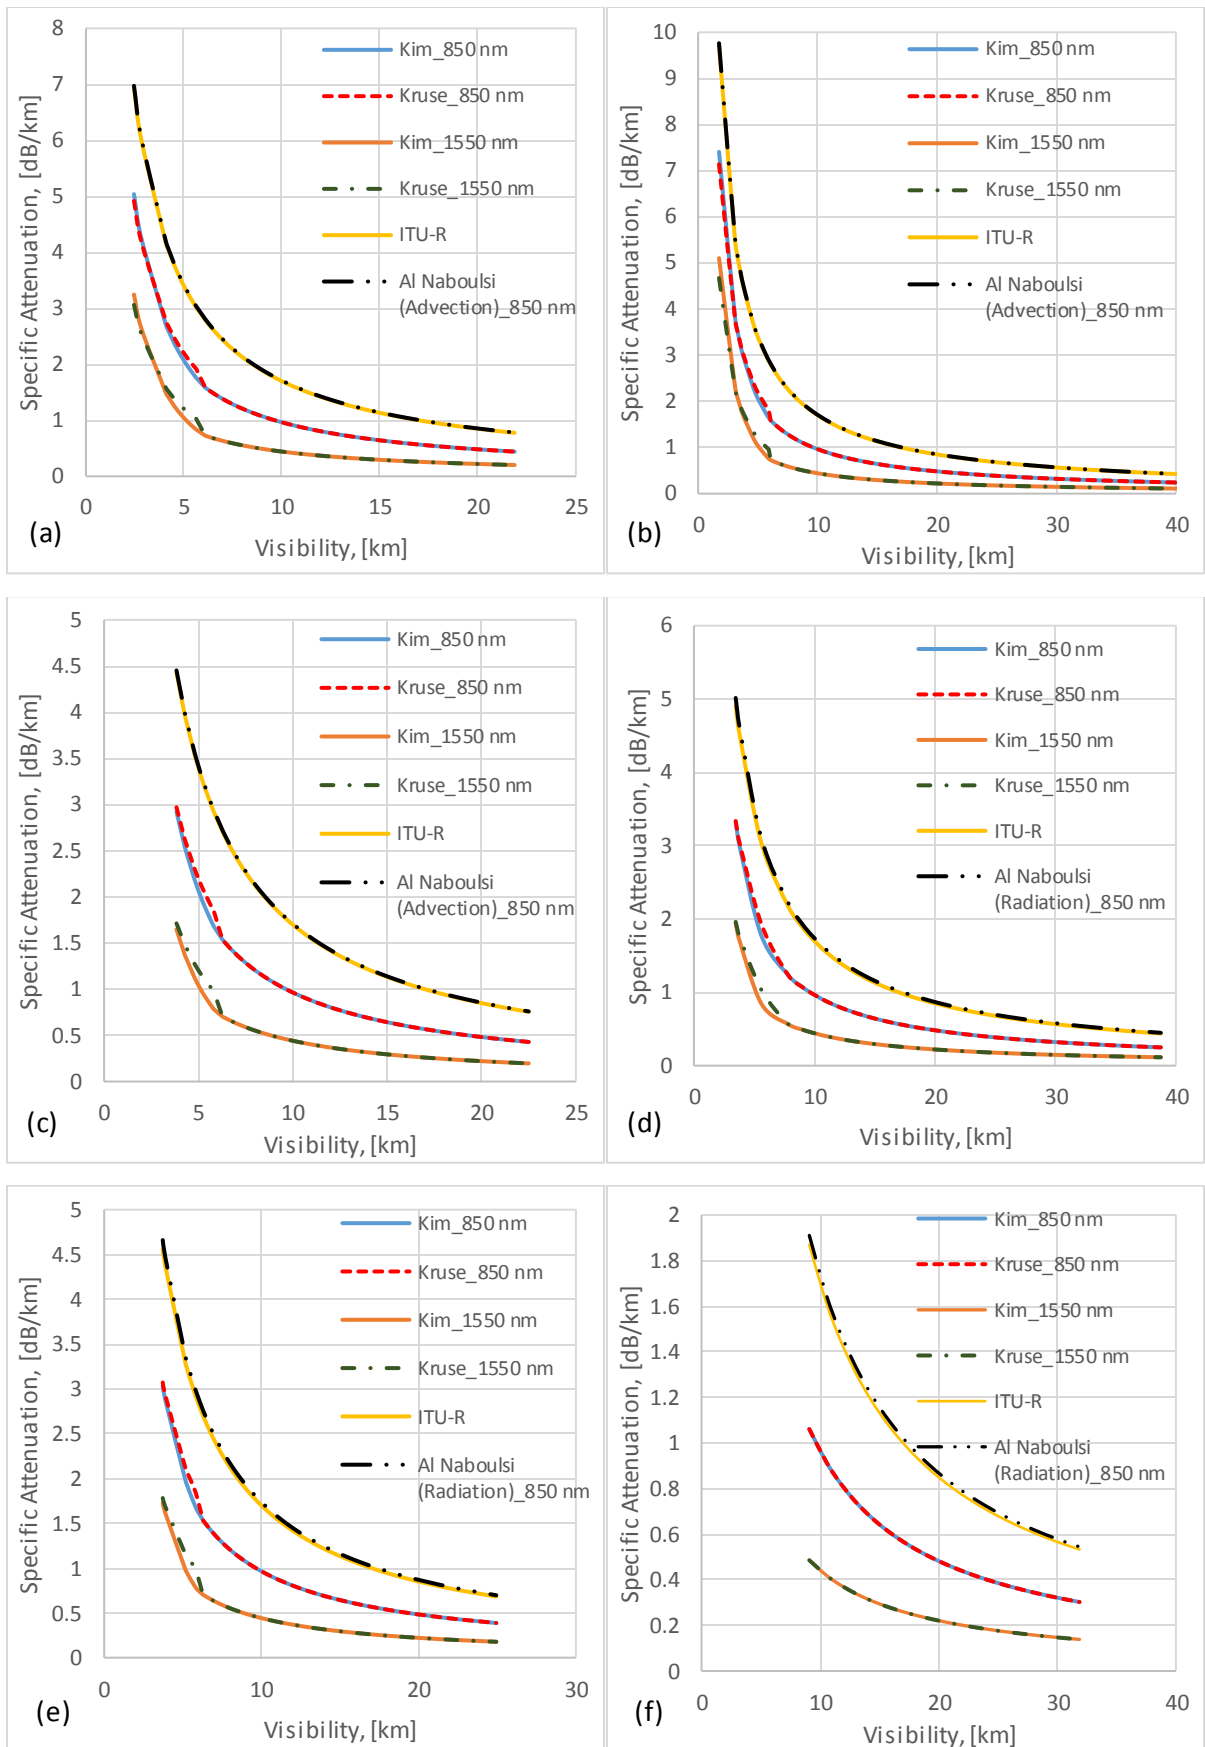 8
7
6
5
4
3
2
1
0
0 5 10 15 20 25
Specific Attenuation, [dB/km]
Visibility, [km]
Kim_850 nm
Kruse_850 nm
Kim_1550 nm
Kruse_1550 nm
ITU-R
Al Naboulsi
(Advection)_850 nm
(a)
10
9
8
7
6
5
4
3
2
1
0
0 10 20 30 40
Specific Attenuation, [dB/km]
Visibility, [km]
Kim_850 nm
Kruse_850 nm
Kim_1550 nm
Kruse_1550 nm
ITU-R
Al Naboulsi
(Advection)_850 nm
(b)
5
4.5
4
3.5
3
2.5
2
1.5
1
0.5
0
0 5 10 15 20 25
Specific Attenuation, [dB/km]
Visibility, [km]
Kim_850 nm
Kruse_850 nm
Kim_1550 nm
Kruse_1550 nm
ITU-R
Al Naboulsi
(Advection)_850 nm
(c)
6
5
4
3
2
1
0
0 10 20 30 40
Specific Attenuation, [dB/km]
Visibility, [km]
Kim_850 nm
Kruse_850 nm
Kim_1550 nm
Kruse_1550 nm
ITU-R
Al Naboulsi
(Radiation)_850 nm
(d)
5
4.5
4
3.5
3
2.5
2
1.5
1
0.5
0
0 10 20 30
Specific Attenuation, [dB/km]
Visibility, [km]
Kim_850 nm
Kruse_850 nm
Kim_1550 nm
Kruse_1550 nm
ITU-R
Al Naboulsi
(Radiation)_850 nm
(e)
2
1.8
1.6
1.4
1.2
1
0.8
0.6
0.4
0.2
0
0 10 20 30 40
Specific Attenuation, [dB/km]
Visibility, [km]
Kim_850 nm
Kruse_850 nm
Kim_1550 nm
Kruse_1550 nm
ITU-R
Al Naboulsi
(Radiation)_850 nm
(f)